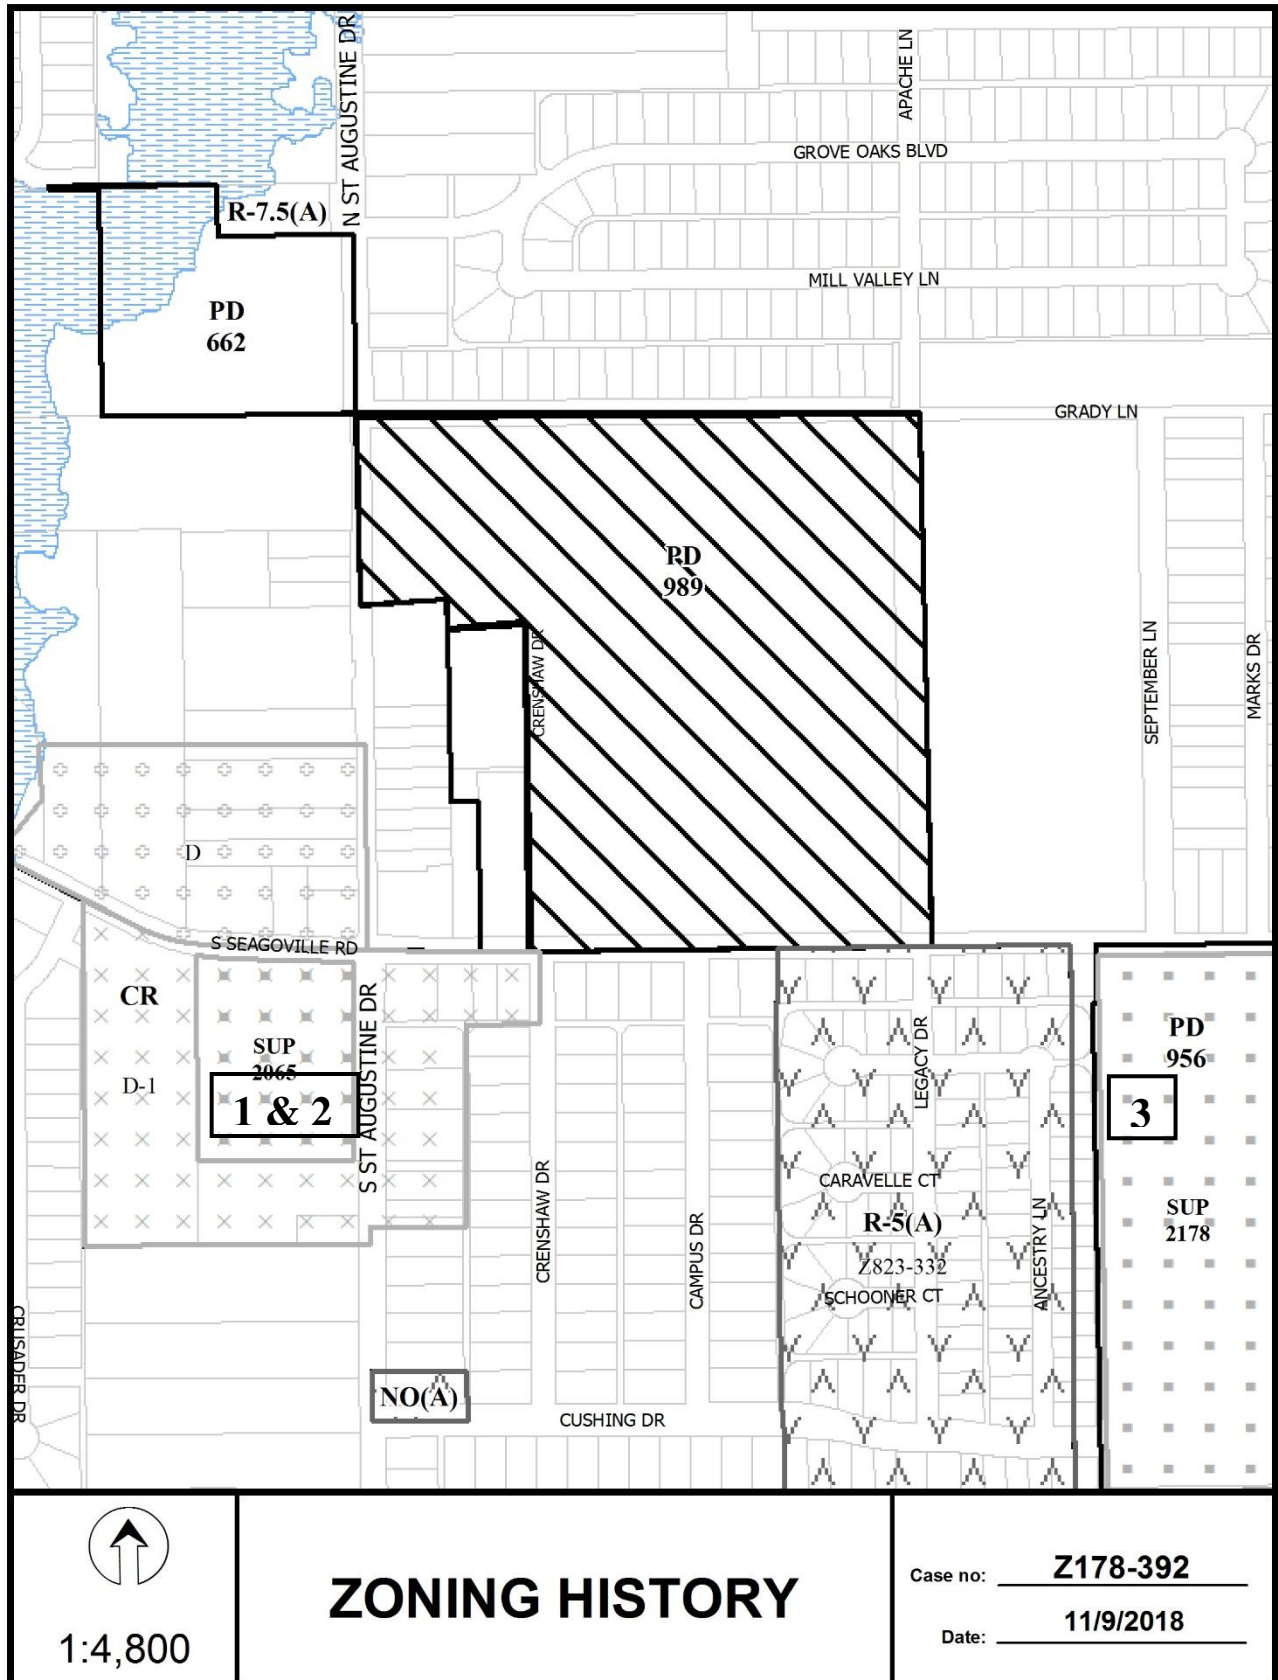 N ST AUGUSTINE DR
APACHE LN
GROVE OAKS BLVD
R-7.5(A)
MILL VALLEY LN
PD
662
GRADY LN
PD
989
CRENSHAW DR
SEPTEMBER LN
MARKS DR
D
S SEAGOVILLE RD
CR
SUP
2065
D-1
1 & 2
S ST AUGUSTINE DR
LEGACY DR
PD
956
3
CRENSHAW DR
CAMPUS DR
CARAVELLE CT
R-5(A)
Z823-332
SCHOONER CT
ANCESTRY LN
SUP
2178
CRUSADER DR
NO(A)
CUSHING DR
1:4,800
ZONING HISTORY
Case no: Z178-392
Date: 11/9/2018